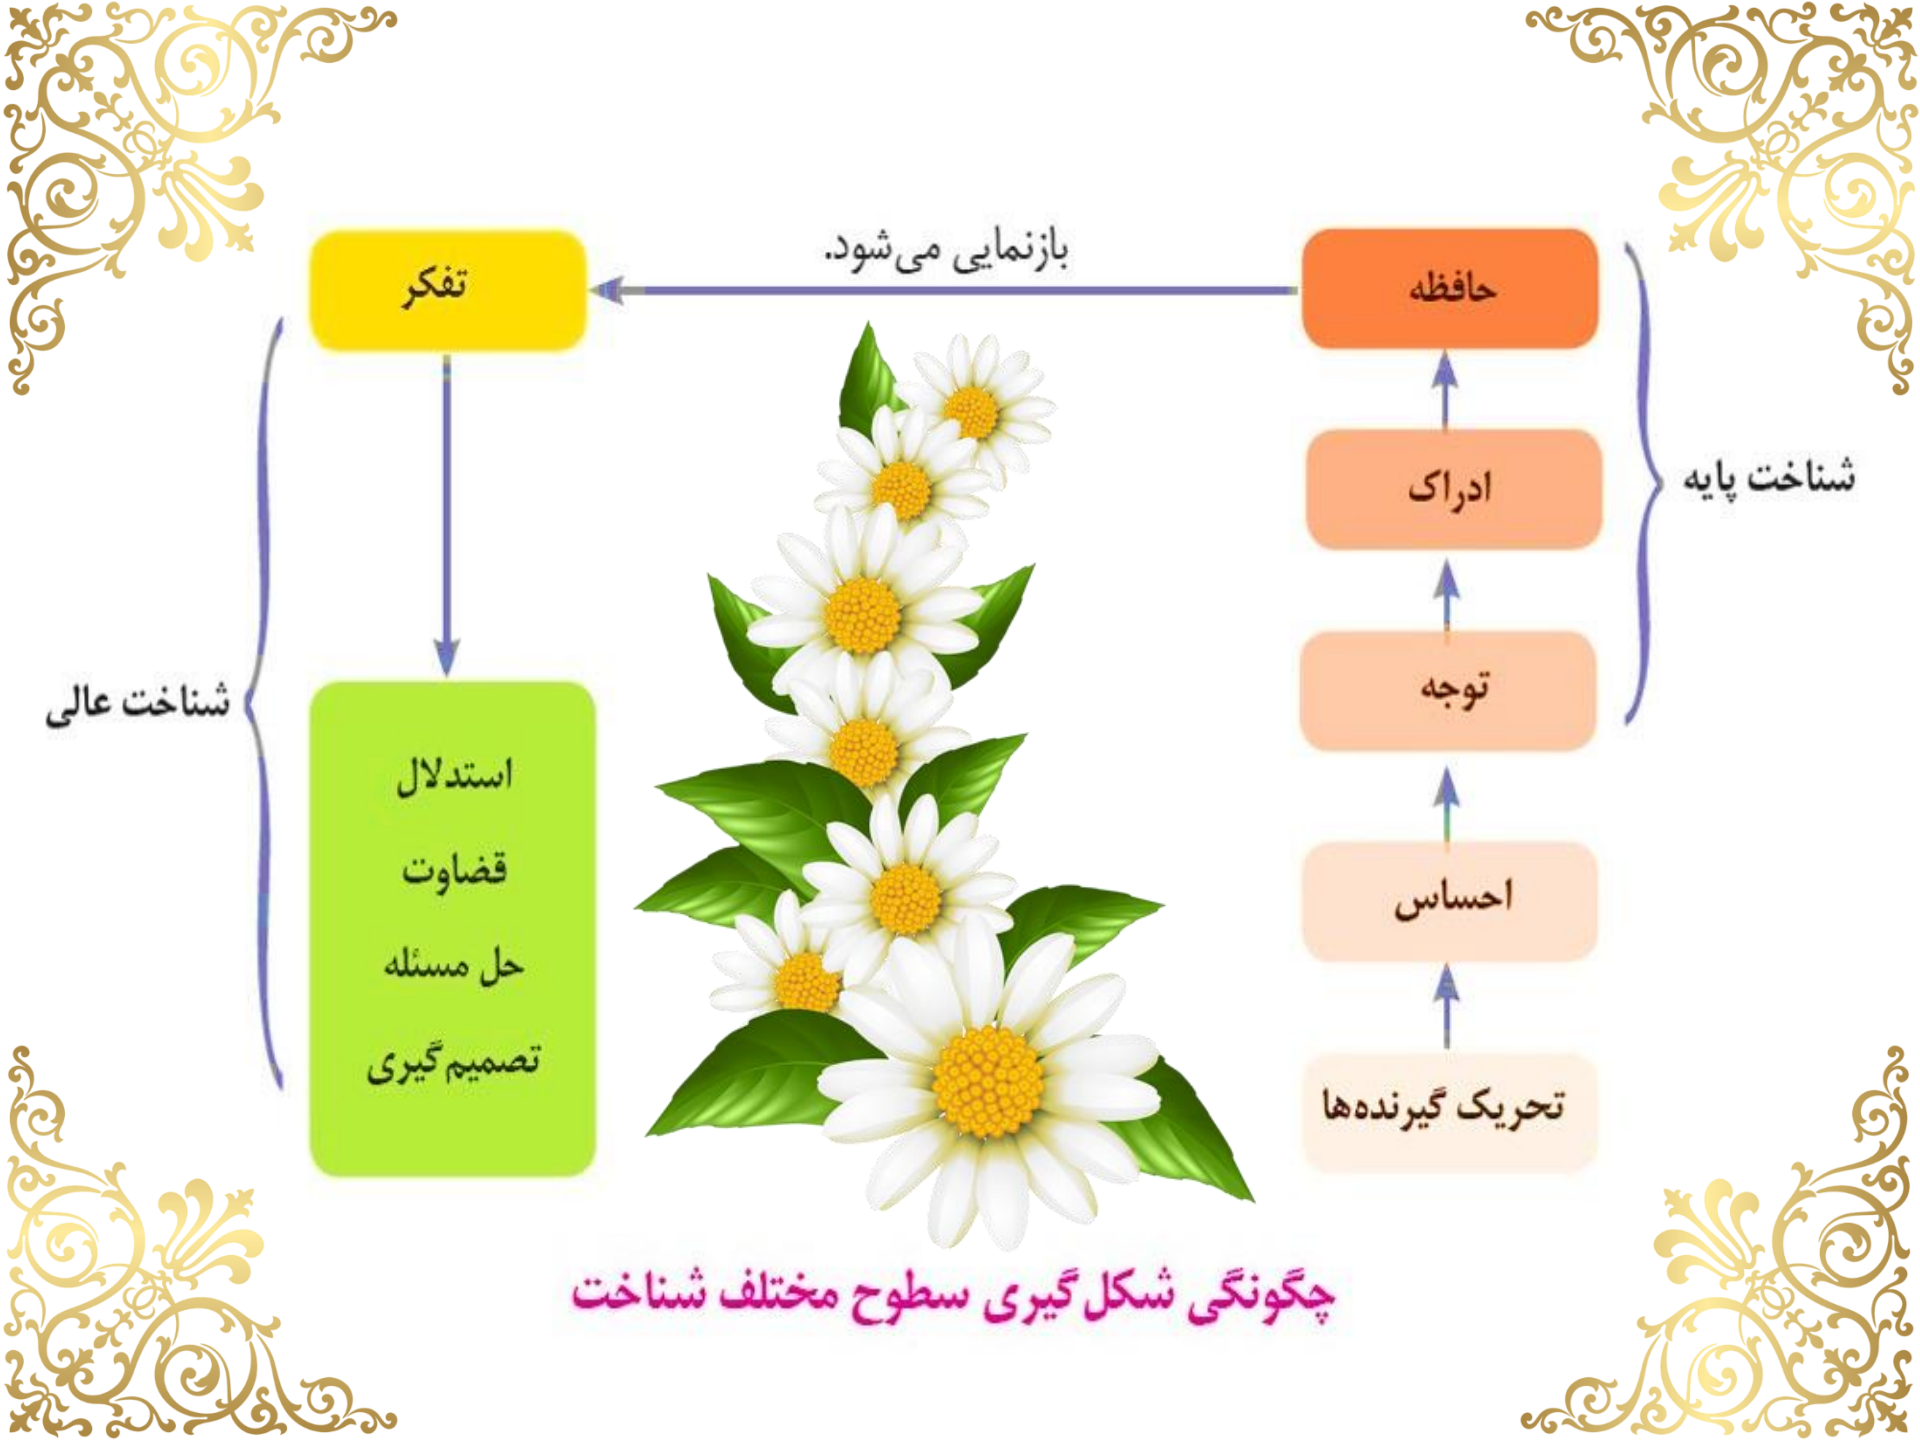 بازنمایی می‌شود.
حافظه
ادراک
توجه
احساس
تحریک گیرنده‌ها
شناخت پایه
تفکر
استدلال
قضاوت
حل مسئله
تصمیم‌گیری
شناخت عالی
چگونگی شکل‌گیری سطوح مختلف شناخت